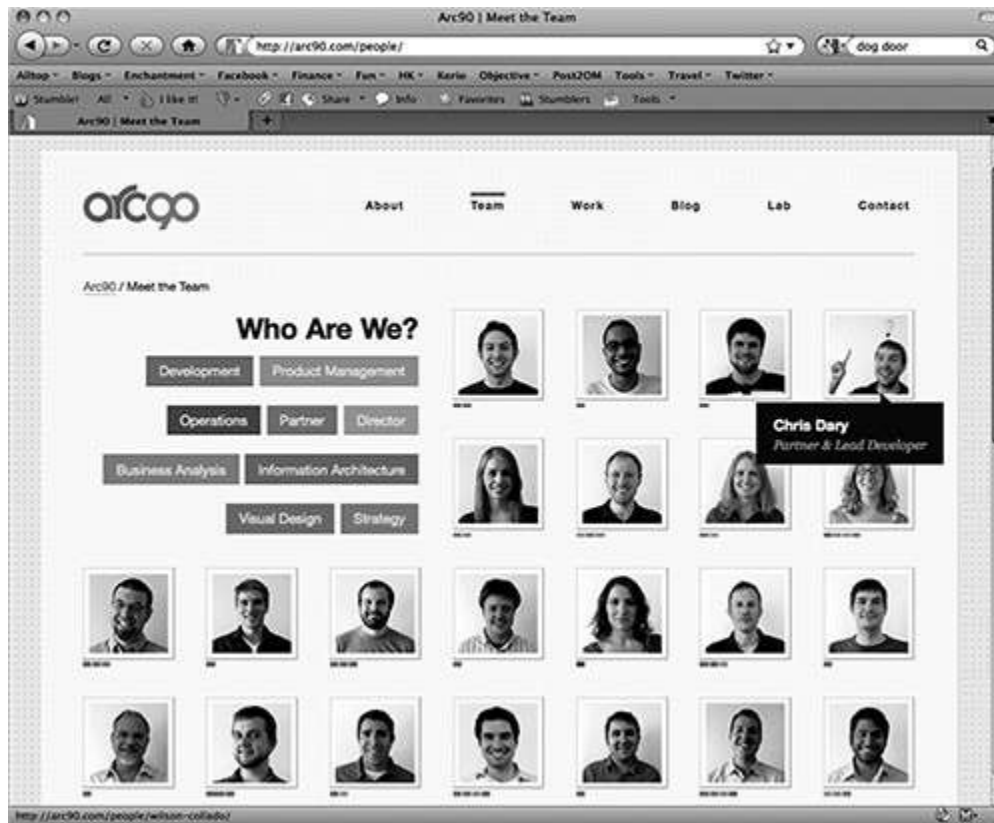 Arc90 | Meet the Team
http://arc90.com/people/
dog door
Alltop Blogs Enchantment Facebook Finance Fun HK Kerio Objective Post2OM Tools Travel Twitter
Stumble! All I like it! Share Info Favorites Stumblers Tools
Arc90 | Meet the Team
arc90
About Team Work Blog Lab Contact
Arc90 / Meet the Team
Who Are We?
Development Product Management
Operations Partner Director
Chris Dary
Partner & Lead Developer
Business Analysis Information Architecture
Visual Design Strategy
http://arc90.com/people/wilson-collado/